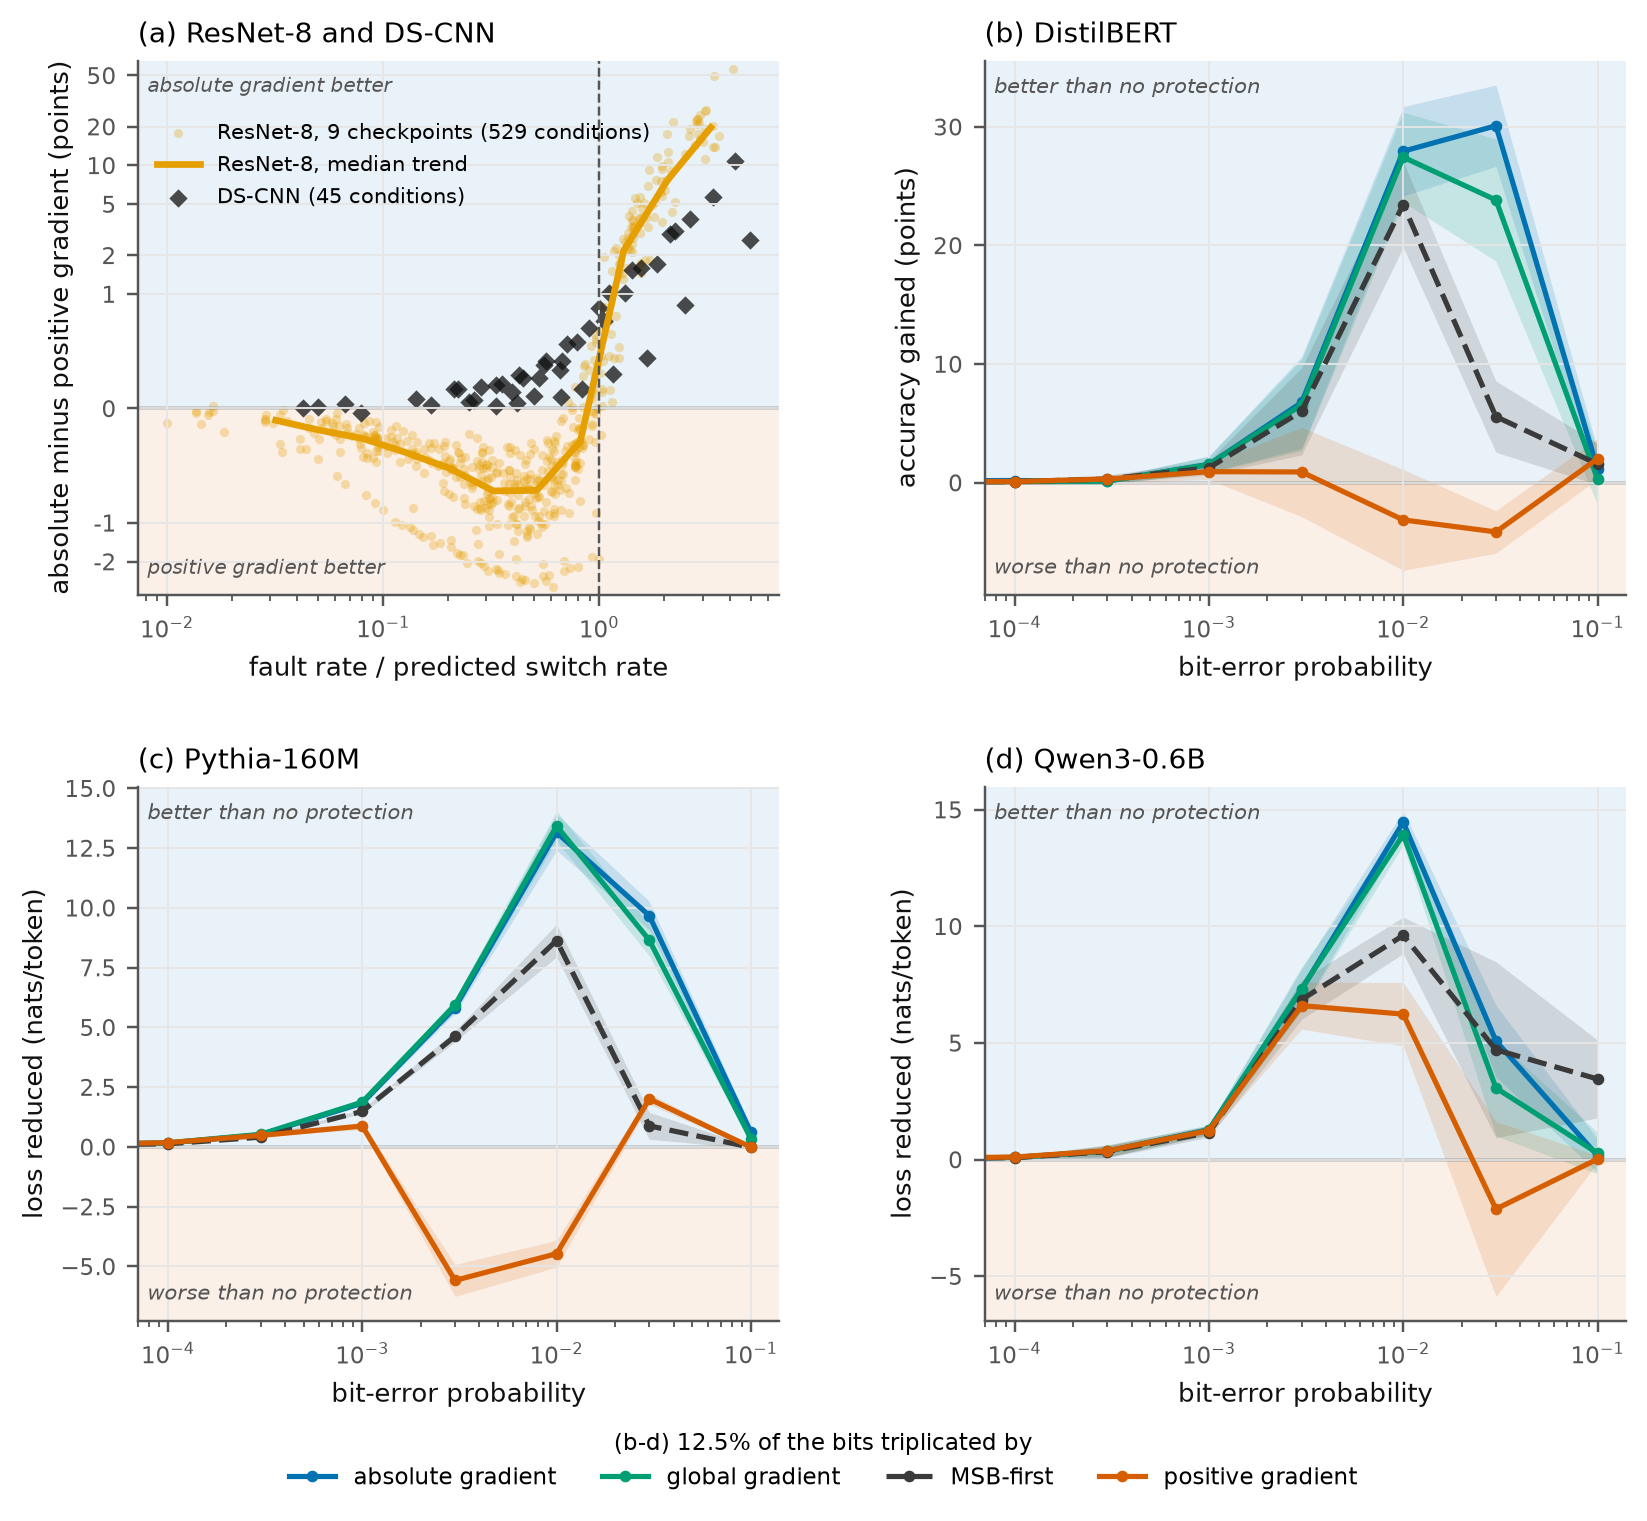 (a) ResNet-8 and DS-CNN
absolute minus positive gradient (points)
50
20
10
5
2
1
0
-1
-2
absolute gradient better
ResNet-8, 9 checkpoints (529 conditions)
ResNet-8, median trend
DS-CNN (45 conditions)
positive gradient better
10⁻² 10⁻¹ 10⁰
fault rate / predicted switch rate
(b) DistilBERT
accuracy gained (points)
30
20
10
0
better than no protection
worse than no protection
10⁻⁴ 10⁻³ 10⁻² 10⁻¹
bit-error probability
(c) Pythia-160M
loss reduced (nats/token)
15.0
12.5
10.0
7.5
5.0
2.5
0.0
−2.5
−5.0
better than no protection
worse than no protection
10⁻⁴ 10⁻³ 10⁻² 10⁻¹
bit-error probability
(d) Qwen3-0.6B
loss reduced (nats/token)
15
10
5
0
−5
better than no protection
worse than no protection
10⁻⁴ 10⁻³ 10⁻² 10⁻¹
bit-error probability
(b-d) 12.5% of the bits triplicated by
absolute gradient global gradient MSB-first positive gradient